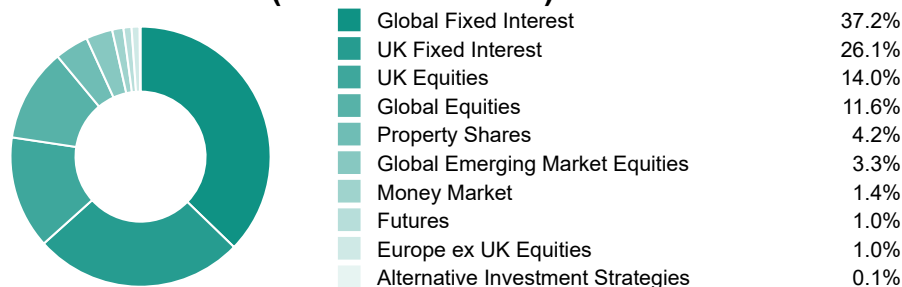 Global Fixed Interest 37.2%
UK Fixed Interest 26.1%
UK Equities 14.0%
Global Equities 11.6%
Property Shares 4.2%
Global Emerging Market Equities 3.3%
Money Market 1.4%
Futures 1.0%
Europe ex UK Equities 1.0%
Alternative Investment Strategies 0.1%